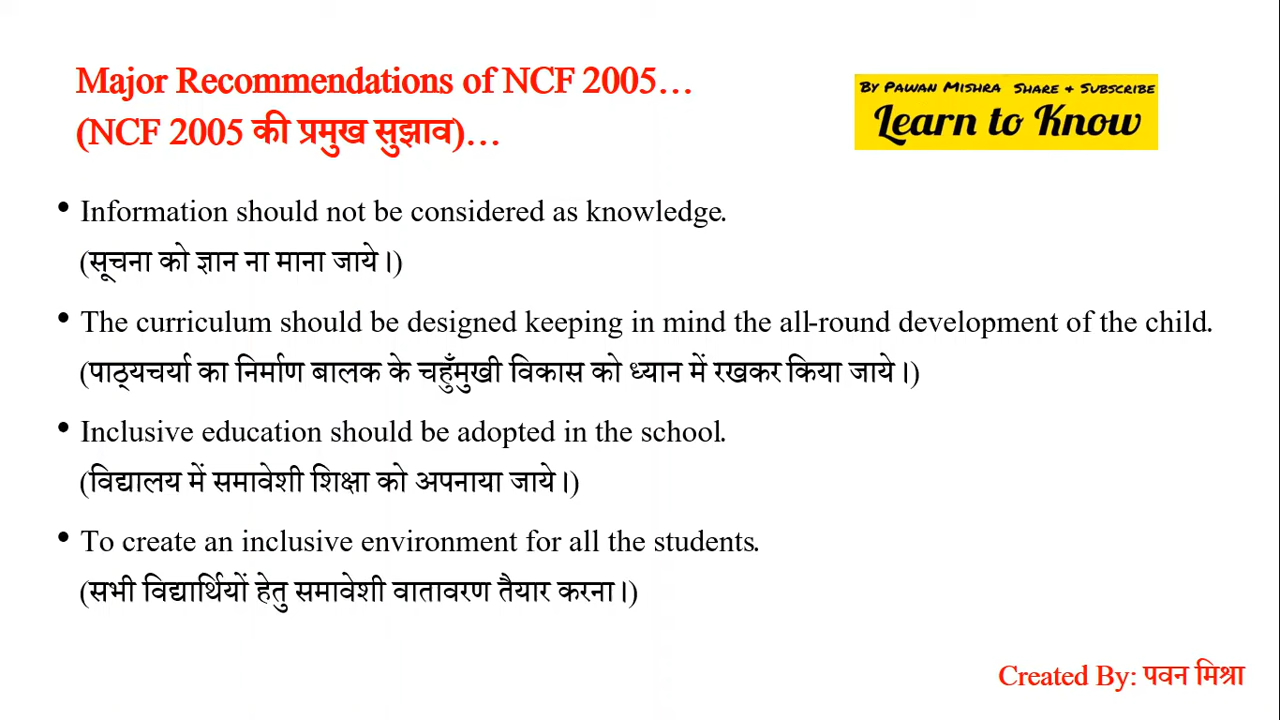 Major Recommendations of NCF 2005...
(NCF 2005 की प्रमुख सुझाव)...
By Pawan Mishra Share & Subscribe
Learn to Know
• Information should not be considered as knowledge.
(सूचना को ज्ञान ना माना जाये।)
• The curriculum should be designed keeping in mind the all-round development of the child.
(पाठ्यचर्या का निर्माण बालक के चहुँमुखी विकास को ध्यान में रखकर किया जाये।)
• Inclusive education should be adopted in the school.
(विद्यालय में समावेशी शिक्षा को अपनाया जाये।)
• To create an inclusive environment for all the students.
(सभी विद्यार्थियों हेतु समावेशी वातावरण तैयार करना।)
Created By: पवन मिश्रा